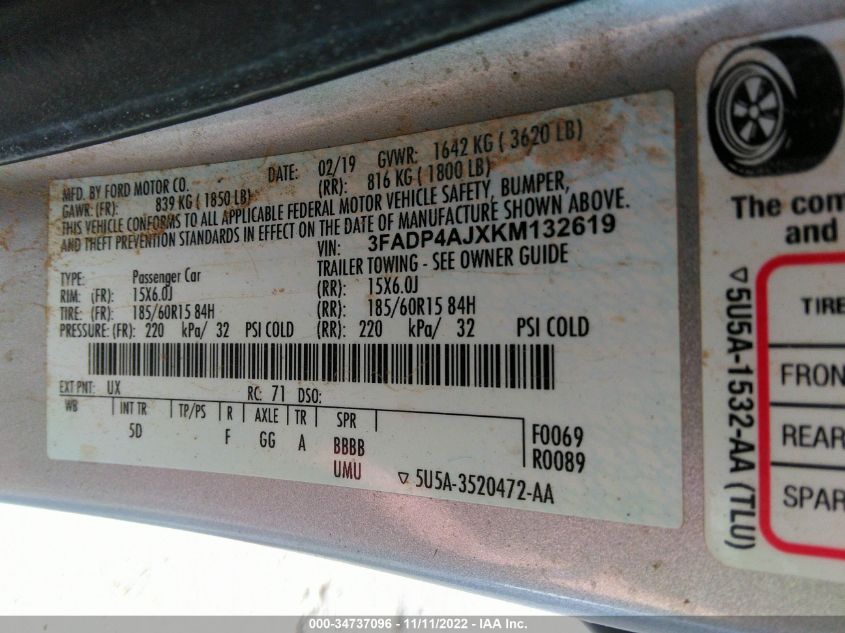 MFD. BY FORD MOTOR CO.
DATE: 02/19 GVWR: 1642 KG ( 3620 LB)
GAWR: (FR): 839 KG ( 1850 LB) (RR): 816 KG ( 1800 LB)
THIS VEHICLE CONFORMS TO ALL APPLICABLE FEDERAL MOTOR VEHICLE SAFETY, BUMPER,
AND THEFT PREVENTION STANDARDS IN EFFECT ON THE DATE OF MANUFACTURE SHOWN ABOVE.
VIN: 3FADP4AJXKM132619
TYPE: Passenger Car TRAILER TOWING - SEE OWNER GUIDE
RIM: (FR): 15X6.0J (RR): 15X6.0J
TIRE: (FR): 185/60R15 84H (RR): 185/60R15 84H
PRESSURE: (FR): 220 kPa/ 32 PSI COLD (RR): 220 kPa/ 32 PSI COLD
EXT PNT: UX RC: 71 DSO:
WB INT TR TP/PS R AXLE TR SPR
5D F GG A BBBB F0069
UMU R0089
▽ 5U5A-3520472-AA
The com
and
▽5U5A-1532-AA (TLU)
TIRE
FRON
REAR
SPAR
000-34737096 - 11/11/2022 - IAA Inc.